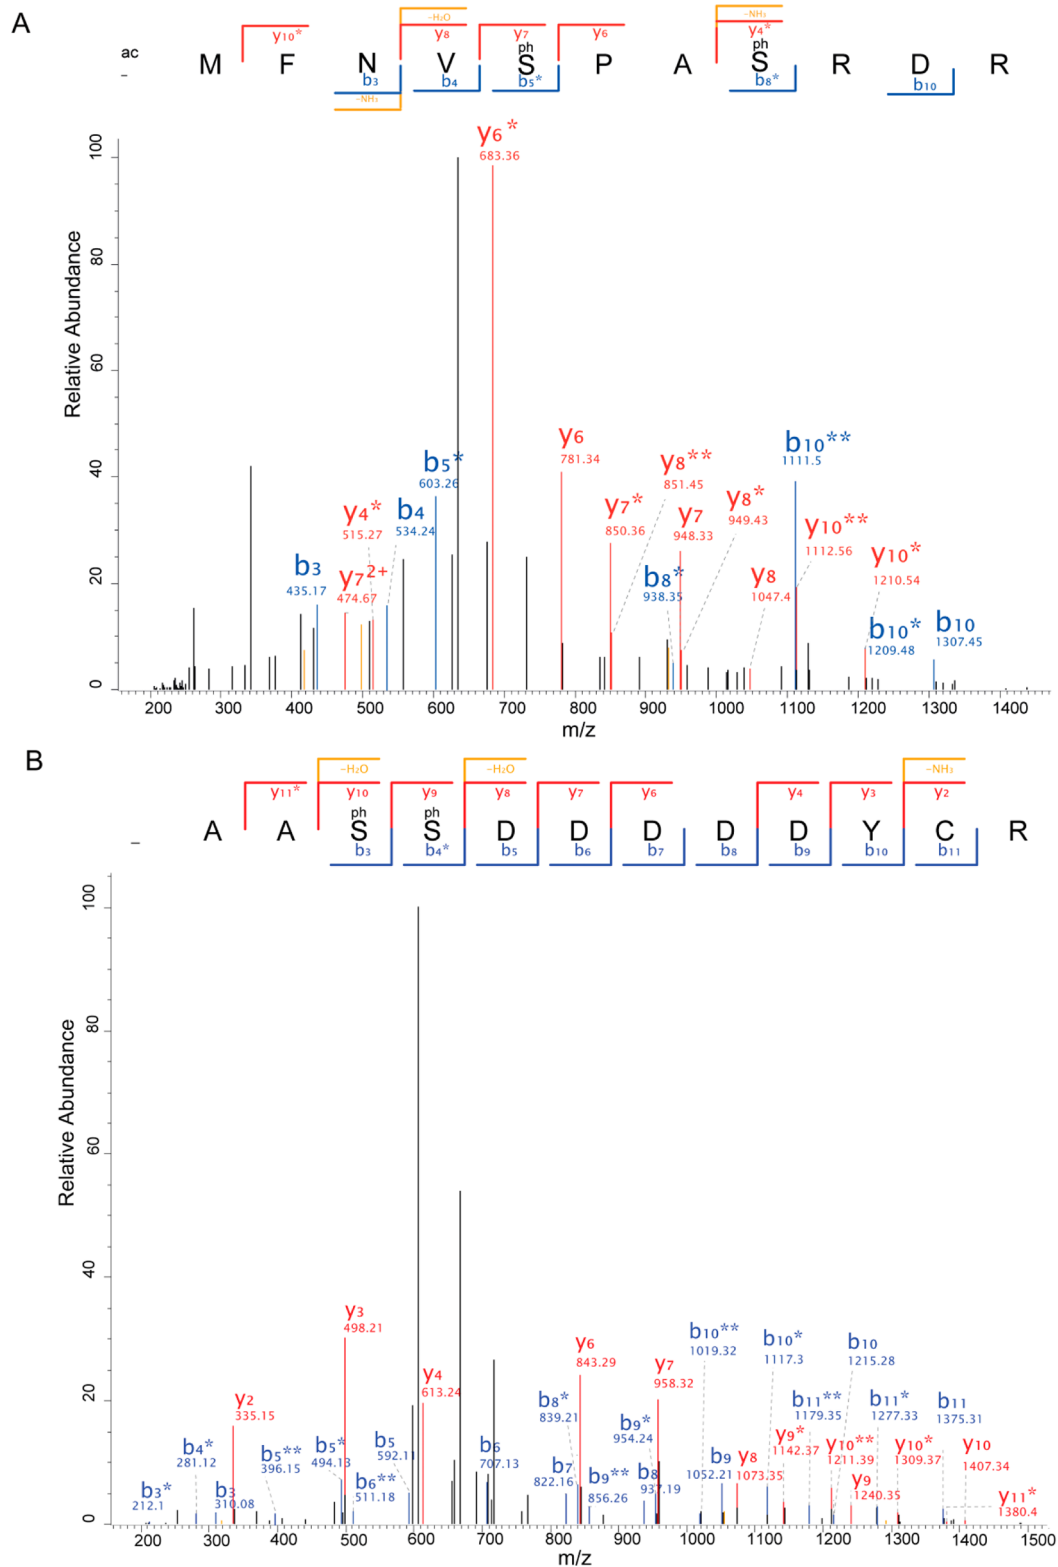 A
−H₂O −NH₃
y₁₀* y₈ y₇ y₆ y₄*
ac ph ph
– M F N V S P A S R D R
b₃ b₄ b₅* b₈* b₁₀
−NH₃
Relative Abundance
100
80
60
40
20
0
y₆*
683.36
y₆
781.34
b₅*
603.26
y₄*
515.27
b₄
534.24
b₃
435.17
y₇²⁺
474.67
y₈**
851.45
y₇*
850.36
y₇
948.33
y₈*
949.43
b₈*
938.35
y₈
1047.4
b₁₀**
1111.5
y₁₀**
1112.56
y₁₀*
1210.54
b₁₀*
1209.48
b₁₀
1307.45
200 300 400 500 600 700 800 900 1000 1100 1200 1300 1400
m/z
B
−H₂O −H₂O −NH₃
y₁₁* y₁₀ y₉ y₈ y₇ y₆ y₄ y₃ y₂
ph ph
– A A S S D D D D D Y C R
b₃ b₄* b₅ b₆ b₇ b₈ b₉ b₁₀ b₁₁
Relative Abundance
100
80
60
40
20
0
b₃*
212.1
b₄*
281.12
b₃
310.08
y₂
335.15
b₅**
396.15
b₅*
494.13
y₃
498.21
b₆**
511.18
b₅
592.11
y₄
613.24
b₆
707.13
b₇
822.16
b₈*
839.21
y₆
843.29
b₉**
856.26
b₈
937.19
b₉*
954.24
y₇
958.32
b₁₀**
1019.32
b₉
1052.21
y₈
1073.35
b₁₀*
1117.3
y₉*
1142.37
b₁₁**
1179.35
y₁₀**
1211.39
b₁₀
1215.28
y₉
1240.35
b₁₁*
1277.33
y₁₀*
1309.37
b₁₁
1375.31
y₁₁*
1380.4
y₁₀
1407.34
200 300 400 500 600 700 800 900 1000 1100 1200 1300 1400 1500
m/z